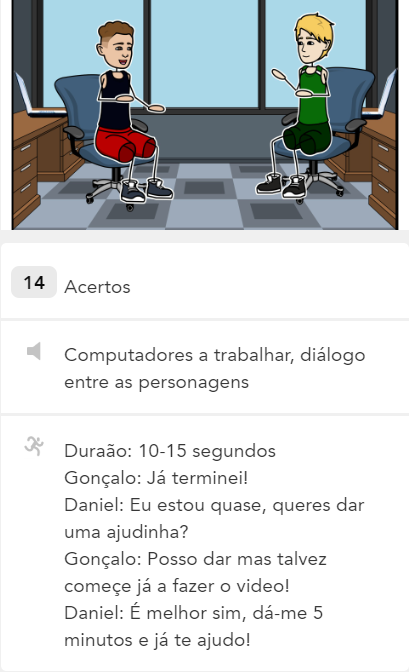 14 Acertos
Computadores a trabalhar, diálogo
entre as personagens
Duraão: 10-15 segundos
Gonçalo: Já terminei!
Daniel: Eu estou quase, queres dar
uma ajudinha?
Gonçalo: Posso dar mas talvez
começe já a fazer o video!
Daniel: É melhor sim, dá-me 5
minutos e já te ajudo!